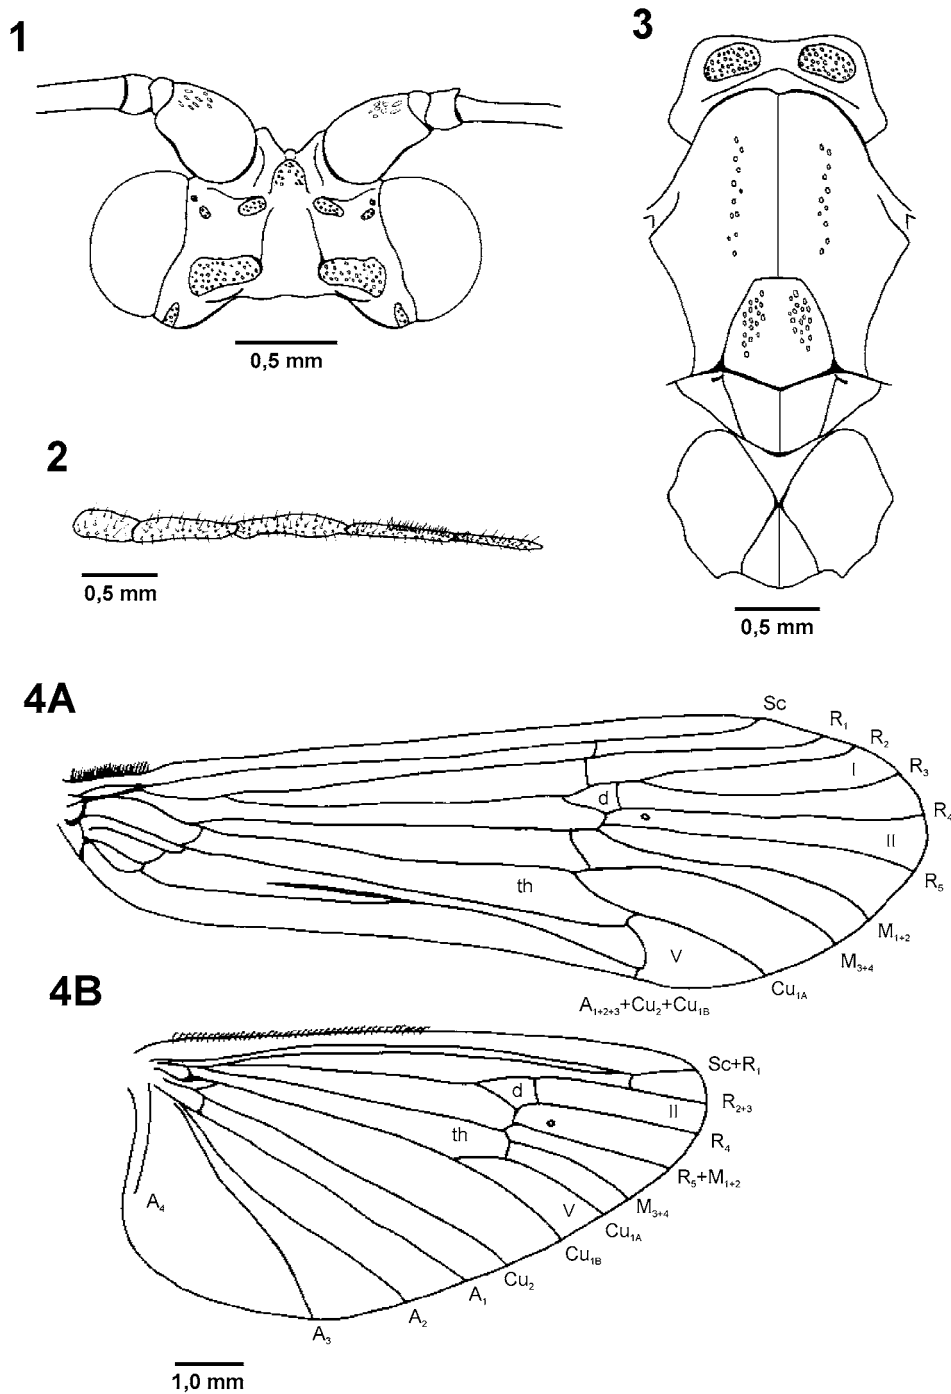 1
0,5 mm
2
0,5 mm
3
0,5 mm
4A
Sc
R₁
R₂
I
R₃
d
R₄
II
R₅
th
M₁₊₂
V
M₃₊₄
Cu₁A
A₁₊₂₊₃+Cu₂+Cu₁B
4B
Sc+R₁
d
II
R₂₊₃
th
R₄
R₅+M₁₊₂
A₄
V
M₃₊₄
Cu₁A
Cu₁B
Cu₂
A₁
A₂
A₃
1,0 mm